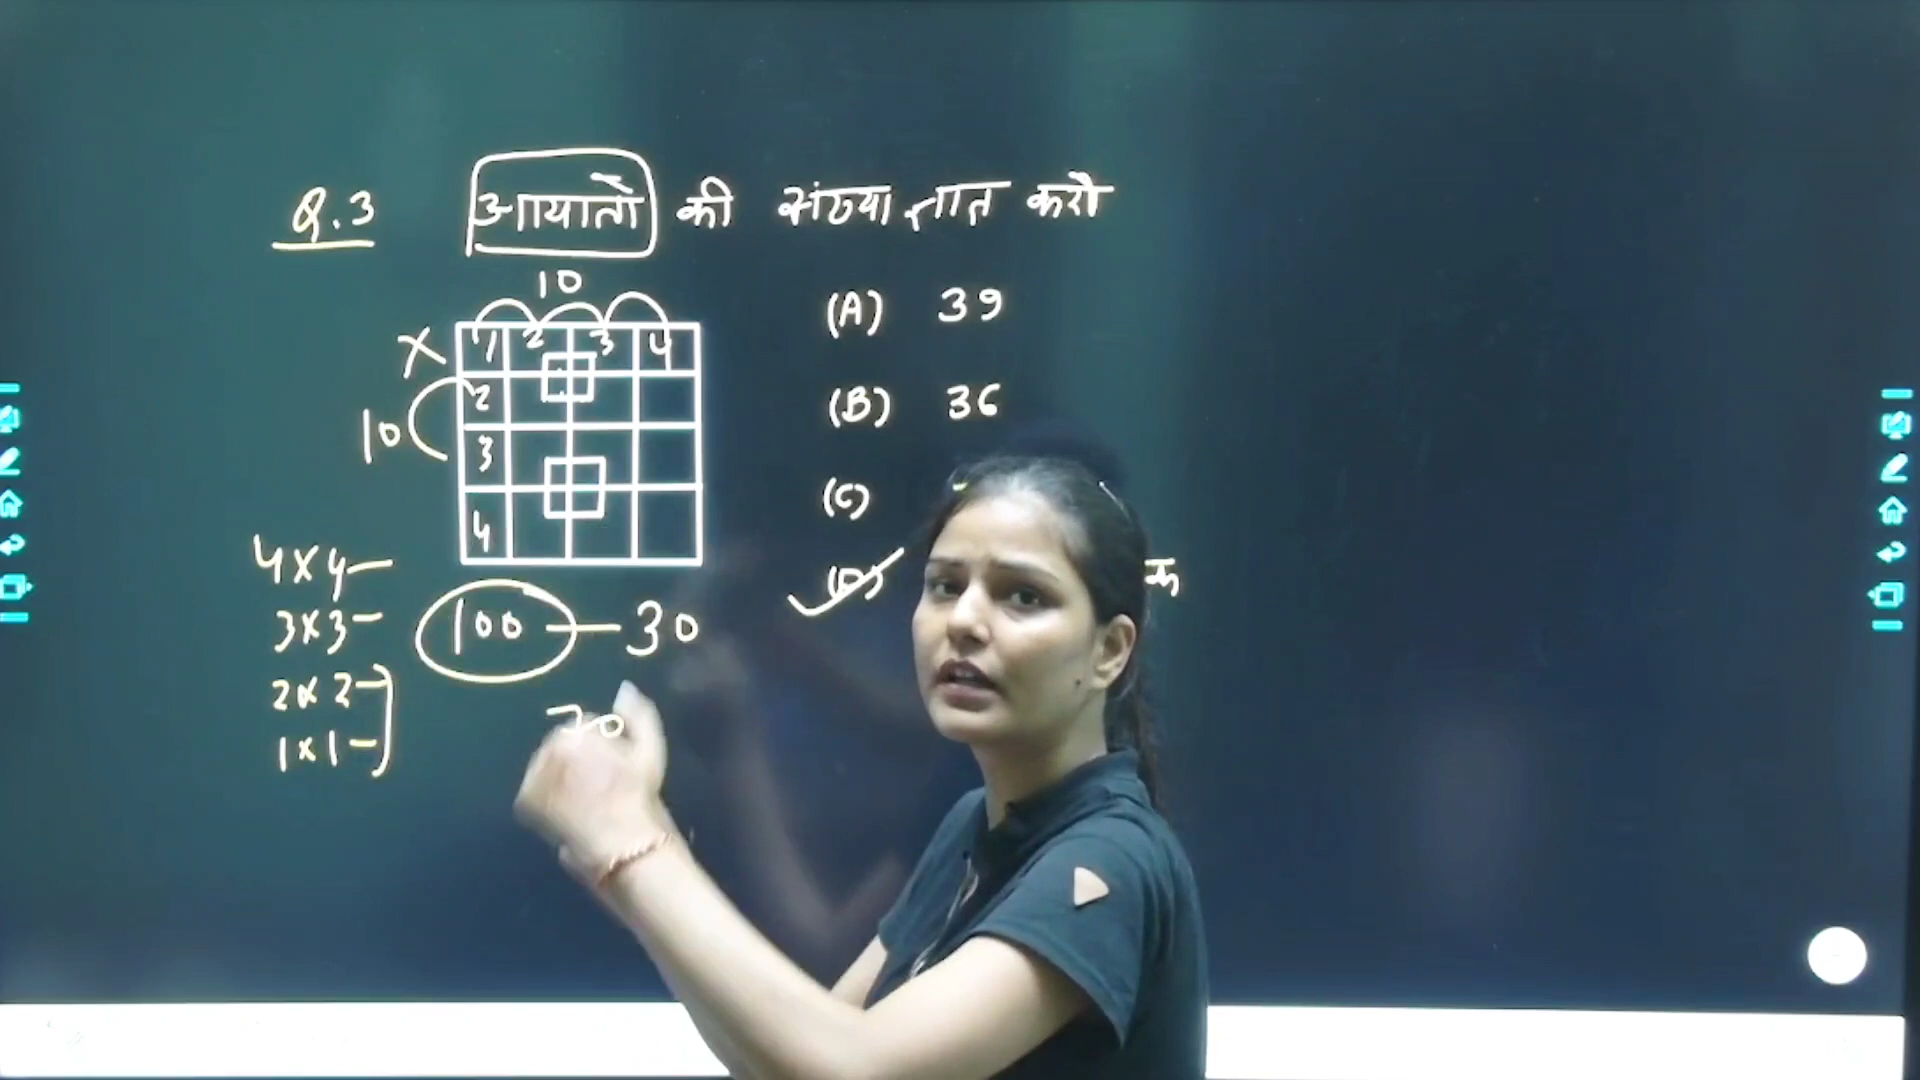 Q.3 आयातो की संख्या ज्ञात करो
10
(A) 39
X
1 2 3 4
2
(B) 36
10
3
(C)
4
4x4-
(D) क
3x3-
100 - 30
2x2-
70
1x1-